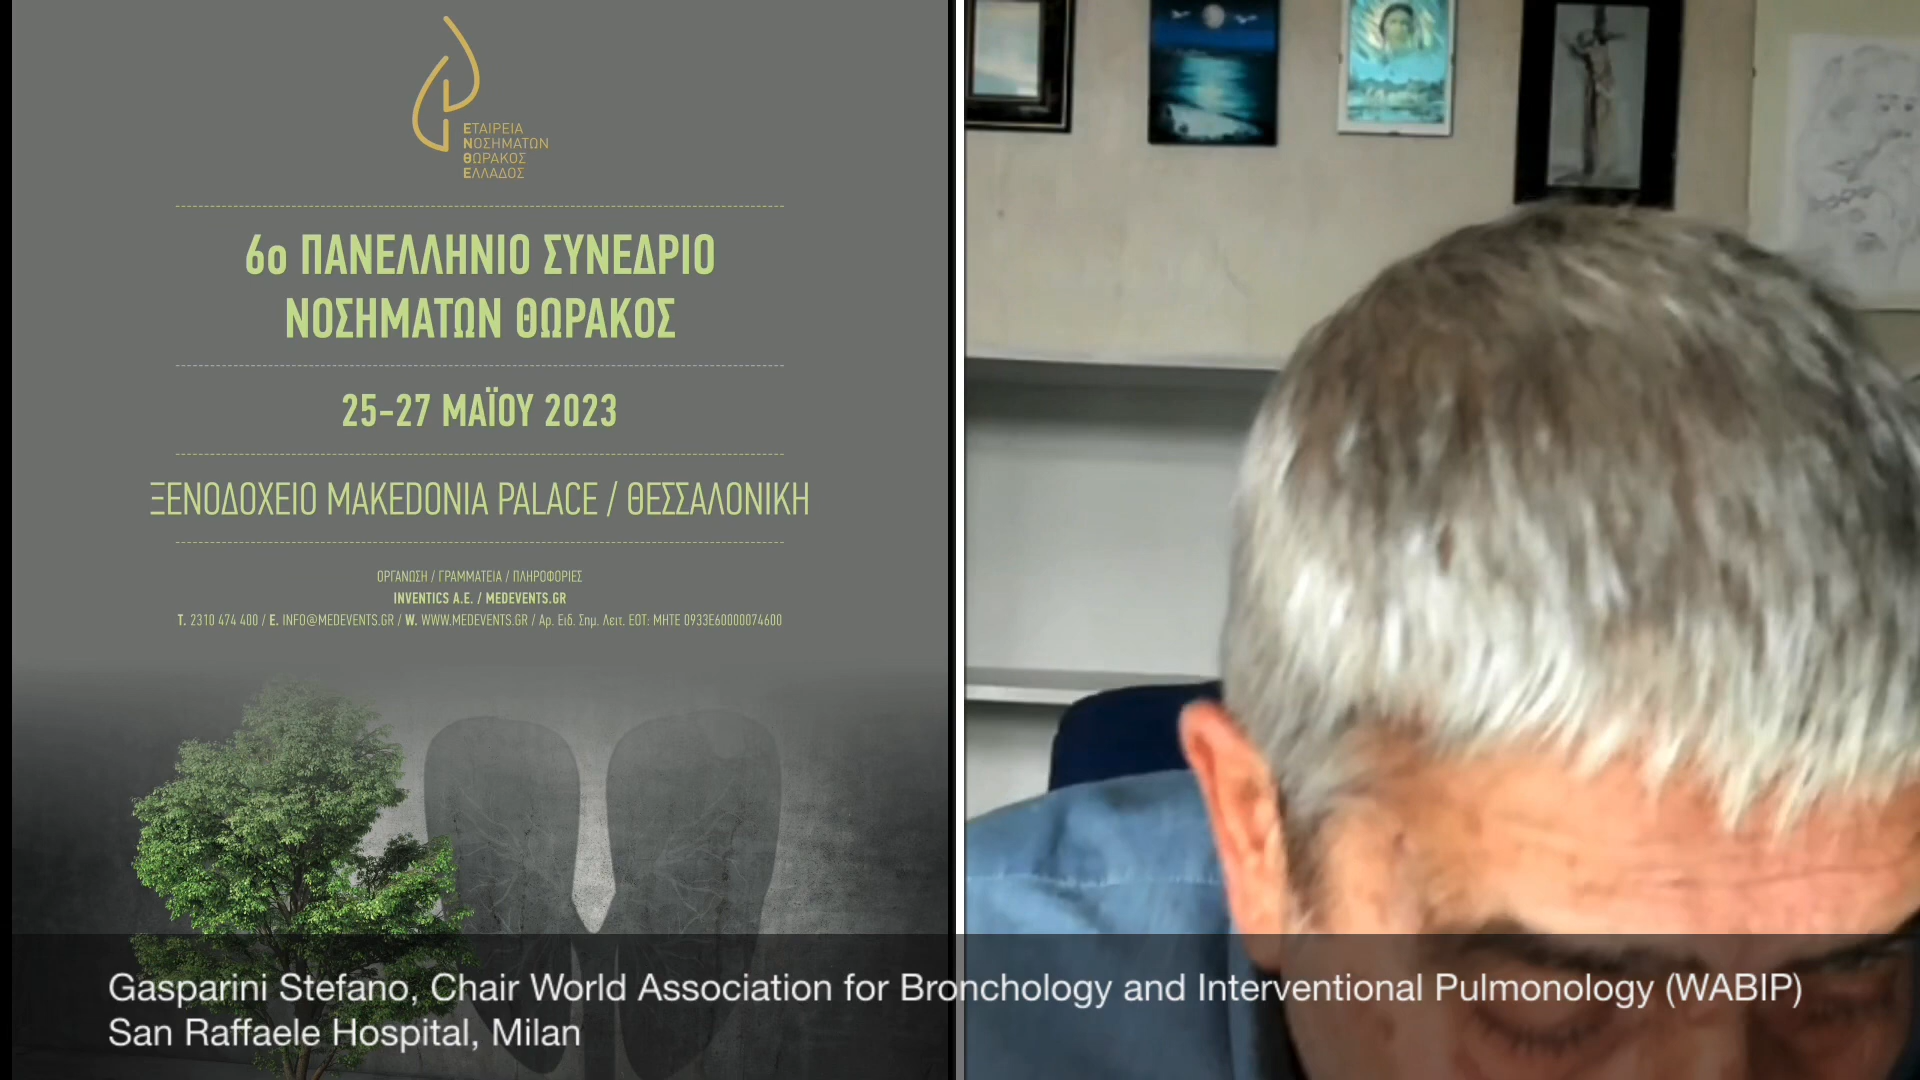 ΕΤΑΙΡΕΙΑ
ΝΟΣΗΜΑΤΩΝ
ΘΩΡΑΚΟΣ
ΕΛΛΑΔΟΣ
6ο ΠΑΝΕΛΛΗΝΙΟ ΣΥΝΕΔΡΙΟ
ΝΟΣΗΜΑΤΩΝ ΘΩΡΑΚΟΣ
25-27 ΜΑΪΟΥ 2023
ΞΕΝΟΔΟΧΕΙΟ MAKEDONIA PALACE / ΘΕΣΣΑΛΟΝΙΚΗ
ΟΡΓΑΝΩΣΗ / ΓΡΑΜΜΑΤΕΙΑ / ΠΛΗΡΟΦΟΡΙΕΣ
INVENTICS A.E. / MEDEVENTS.GR
T. 2310 474 400 / E. INFO@MEDEVENTS.GR / W. WWW.MEDEVENTS.GR / Αρ. Ειδ. Σημ. Λειτ. ΕΟΤ: ΜΗΤΕ 0933Ε60000074600
Gasparini Stefano, Chair World Association for Bronchology and Interventional Pulmonology (WABIP)
San Raffaele Hospital, Milan